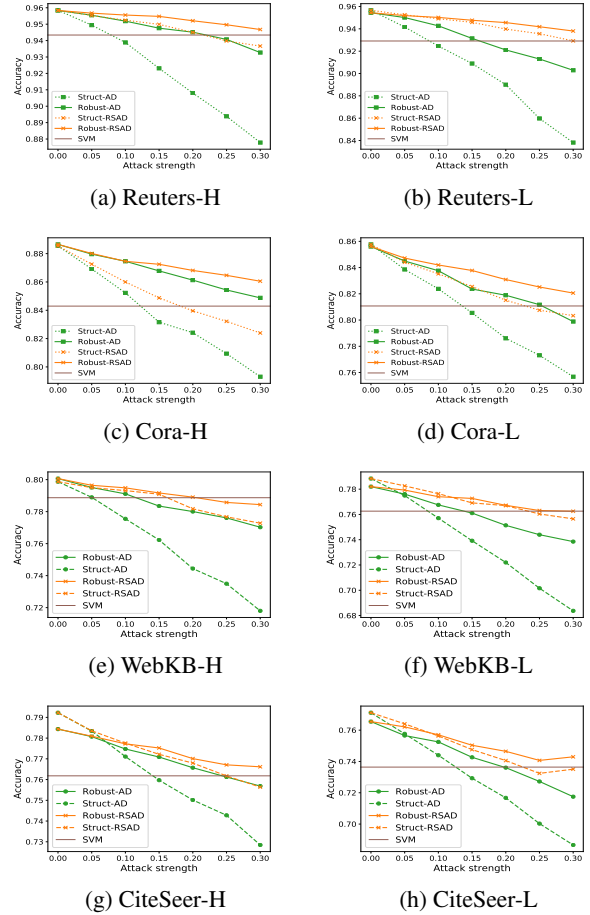 0.96
0.95
0.94
0.93
0.92
0.91
0.90
0.89
0.88
Accuracy
Struct-AD
Robust-AD
Struct-RSAD
Robust-RSAD
SVM
0.00 0.05 0.10 0.15 0.20 0.25 0.30
Attack strength
(a) Reuters-H
0.96
0.94
0.92
0.90
0.88
0.86
0.84
Accuracy
Struct-AD
Robust-AD
Struct-RSAD
Robust-RSAD
SVM
0.00 0.05 0.10 0.15 0.20 0.25 0.30
Attack strength
(b) Reuters-L
0.88
0.86
0.84
0.82
0.80
Accuracy
Struct-AD
Robust-AD
Struct-RSAD
Robust-RSAD
SVM
0.00 0.05 0.10 0.15 0.20 0.25 0.30
Attack strength
(c) Cora-H
0.86
0.84
0.82
0.80
0.78
0.76
Accuracy
Struct-AD
Robust-AD
Struct-RSAD
Robust-RSAD
SVM
0.00 0.05 0.10 0.15 0.20 0.25 0.30
Attack strength
(d) Cora-L
0.80
0.78
0.76
0.74
0.72
Accuracy
Robust-AD
Struct-AD
Robust-RSAD
Struct-RSAD
SVM
0.00 0.05 0.10 0.15 0.20 0.25 0.30
Attack strength
(e) WebKB-H
0.78
0.76
0.74
0.72
0.70
0.68
Accuracy
Robust-AD
Struct-AD
Robust-RSAD
Struct-RSAD
SVM
0.00 0.05 0.10 0.15 0.20 0.25 0.30
Attack strength
(f) WebKB-L
0.79
0.78
0.77
0.76
0.75
0.74
0.73
Accuracy
Robust-AD
Struct-AD
Robust-RSAD
Struct-RSAD
SVM
0.00 0.05 0.10 0.15 0.20 0.25 0.30
Attack strength
(g) CiteSeer-H
0.76
0.74
0.72
0.70
Accuracy
Robust-AD
Struct-AD
Robust-RSAD
Struct-RSAD
SVM
0.00 0.05 0.10 0.15 0.20 0.25 0.30
Attack strength
(h) CiteSeer-L